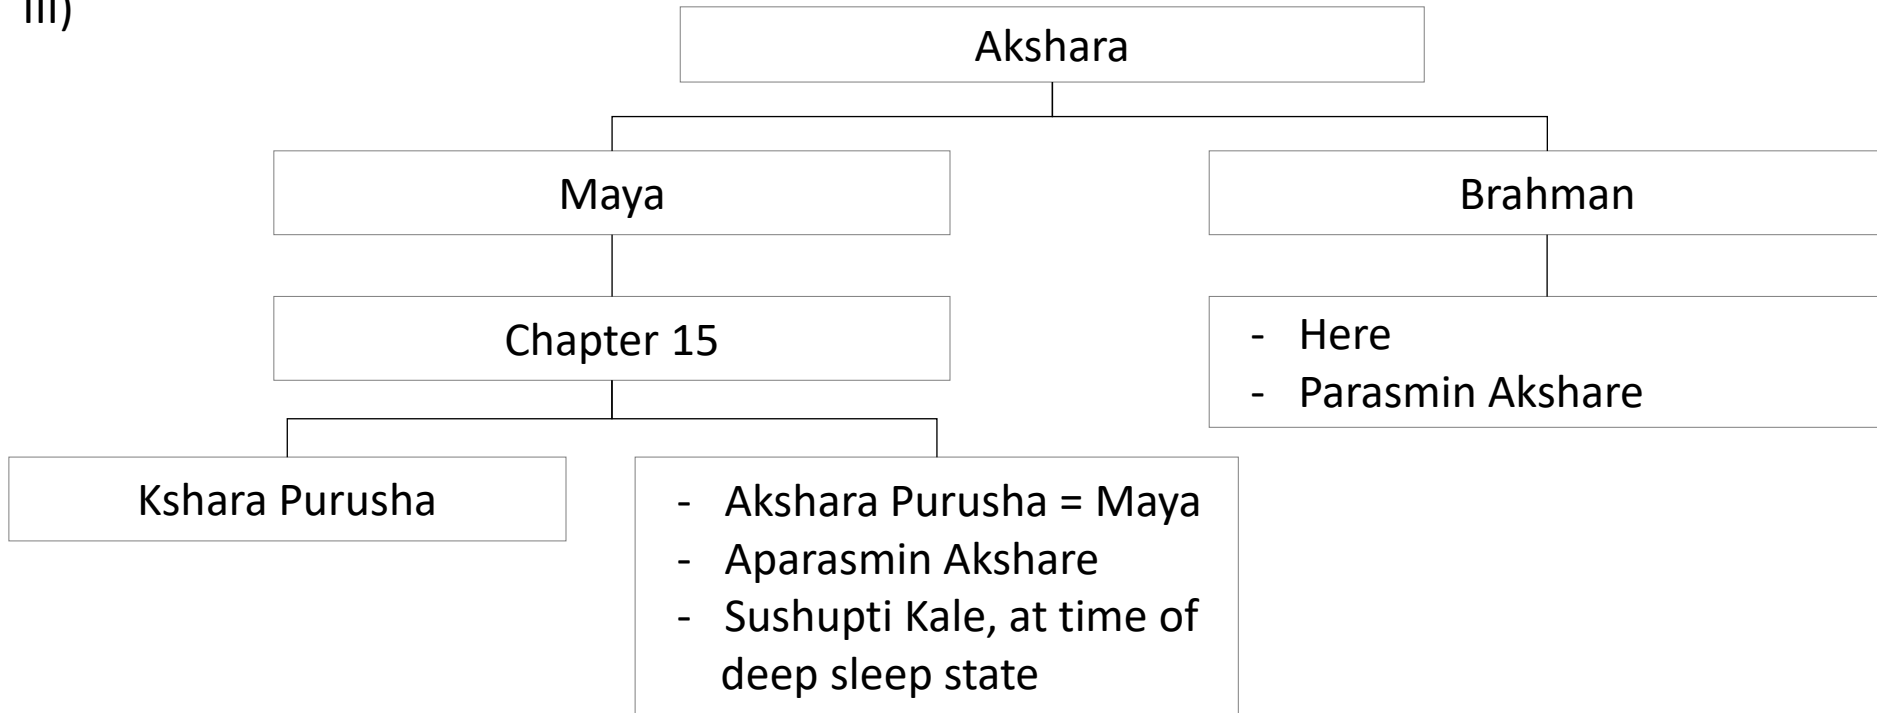 III)
Akshara
Maya
Brahman
Chapter 15
- Here
- Parasmin Akshare
Kshara Purusha
- Akshara Purusha = Maya
- Aparasmin Akshare
- Sushupti Kale, at time of
deep sleep state